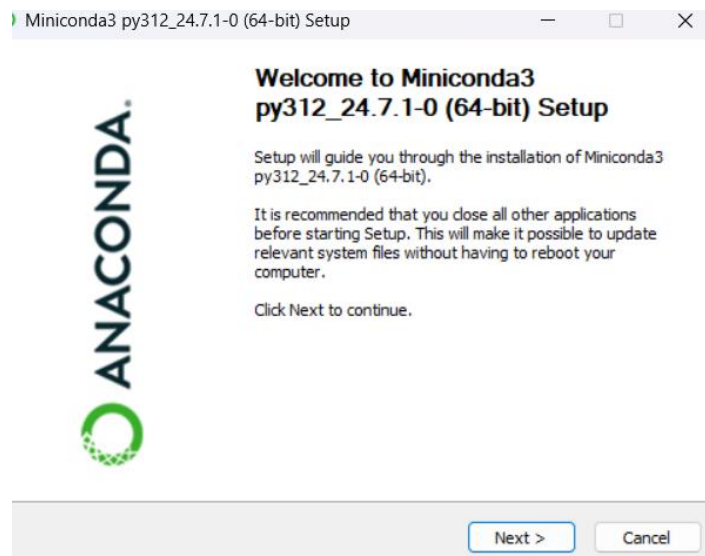 Miniconda3 py312_24.7.1-0 (64-bit) Setup
ANACONDA.
Welcome to Miniconda3
py312_24.7.1-0 (64-bit) Setup
Setup will guide you through the installation of Miniconda3
py312_24.7.1-0 (64-bit).
It is recommended that you close all other applications
before starting Setup. This will make it possible to update
relevant system files without having to reboot your
computer.
Click Next to continue.
Next >
Cancel